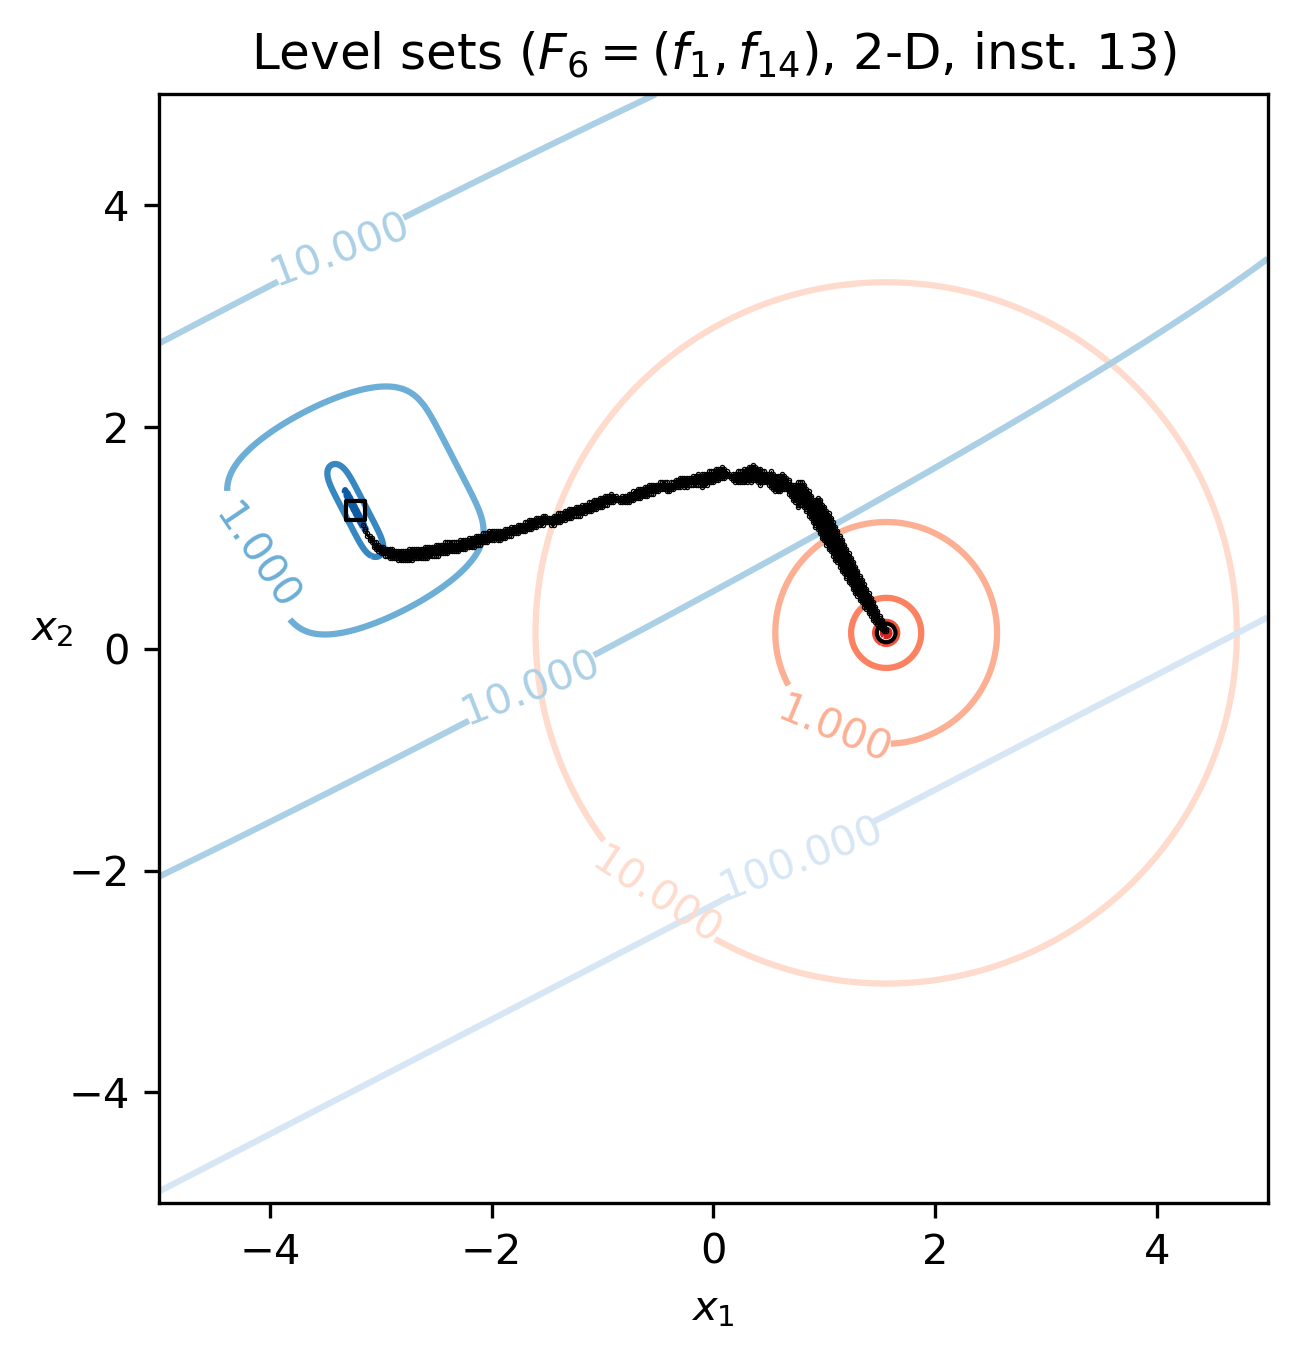 Level sets (F₆ = (f₁, f₁₄), 2-D, inst. 13)
10.000
4
2
1.000
x₂
0
10.000
1.000
100.000
−2
10.000
−4
−4 −2 0 2 4
x₁